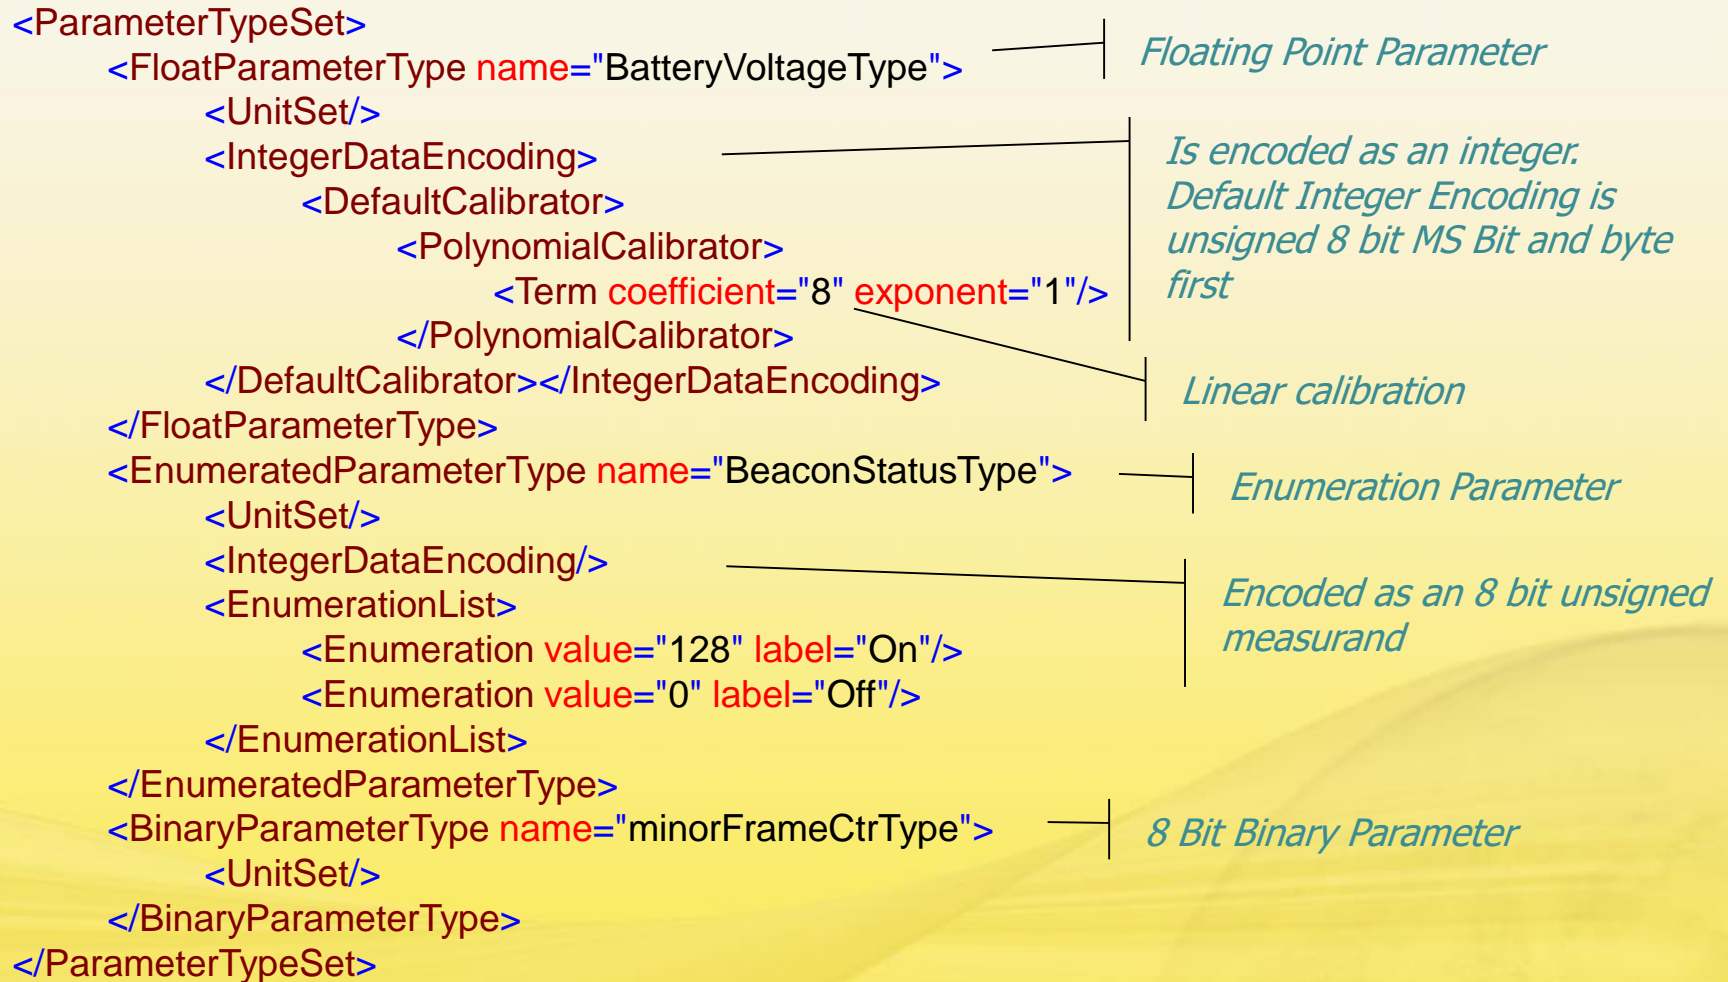 <ParameterTypeSet>
<FloatParameterType name="BatteryVoltageType">
Floating Point Parameter
<UnitSet/>
<IntegerDataEncoding>
<DefaultCalibrator>
<PolynomialCalibrator>
<Term coefficient="8" exponent="1"/>
</PolynomialCalibrator>
</DefaultCalibrator></IntegerDataEncoding>
</FloatParameterType>
Is encoded as an integer.
Default Integer Encoding is
unsigned 8 bit MS Bit and byte
first
Linear calibration
<EnumeratedParameterType name="BeaconStatusType">
Enumeration Parameter
<UnitSet/>
<IntegerDataEncoding/>
<EnumerationList>
<Enumeration value="128" label="On"/>
<Enumeration value="0" label="Off"/>
</EnumerationList>
</EnumeratedParameterType>
Encoded as an 8 bit unsigned
measurand
<BinaryParameterType name="minorFrameCtrType">
8 Bit Binary Parameter
<UnitSet/>
</BinaryParameterType>
</ParameterTypeSet>